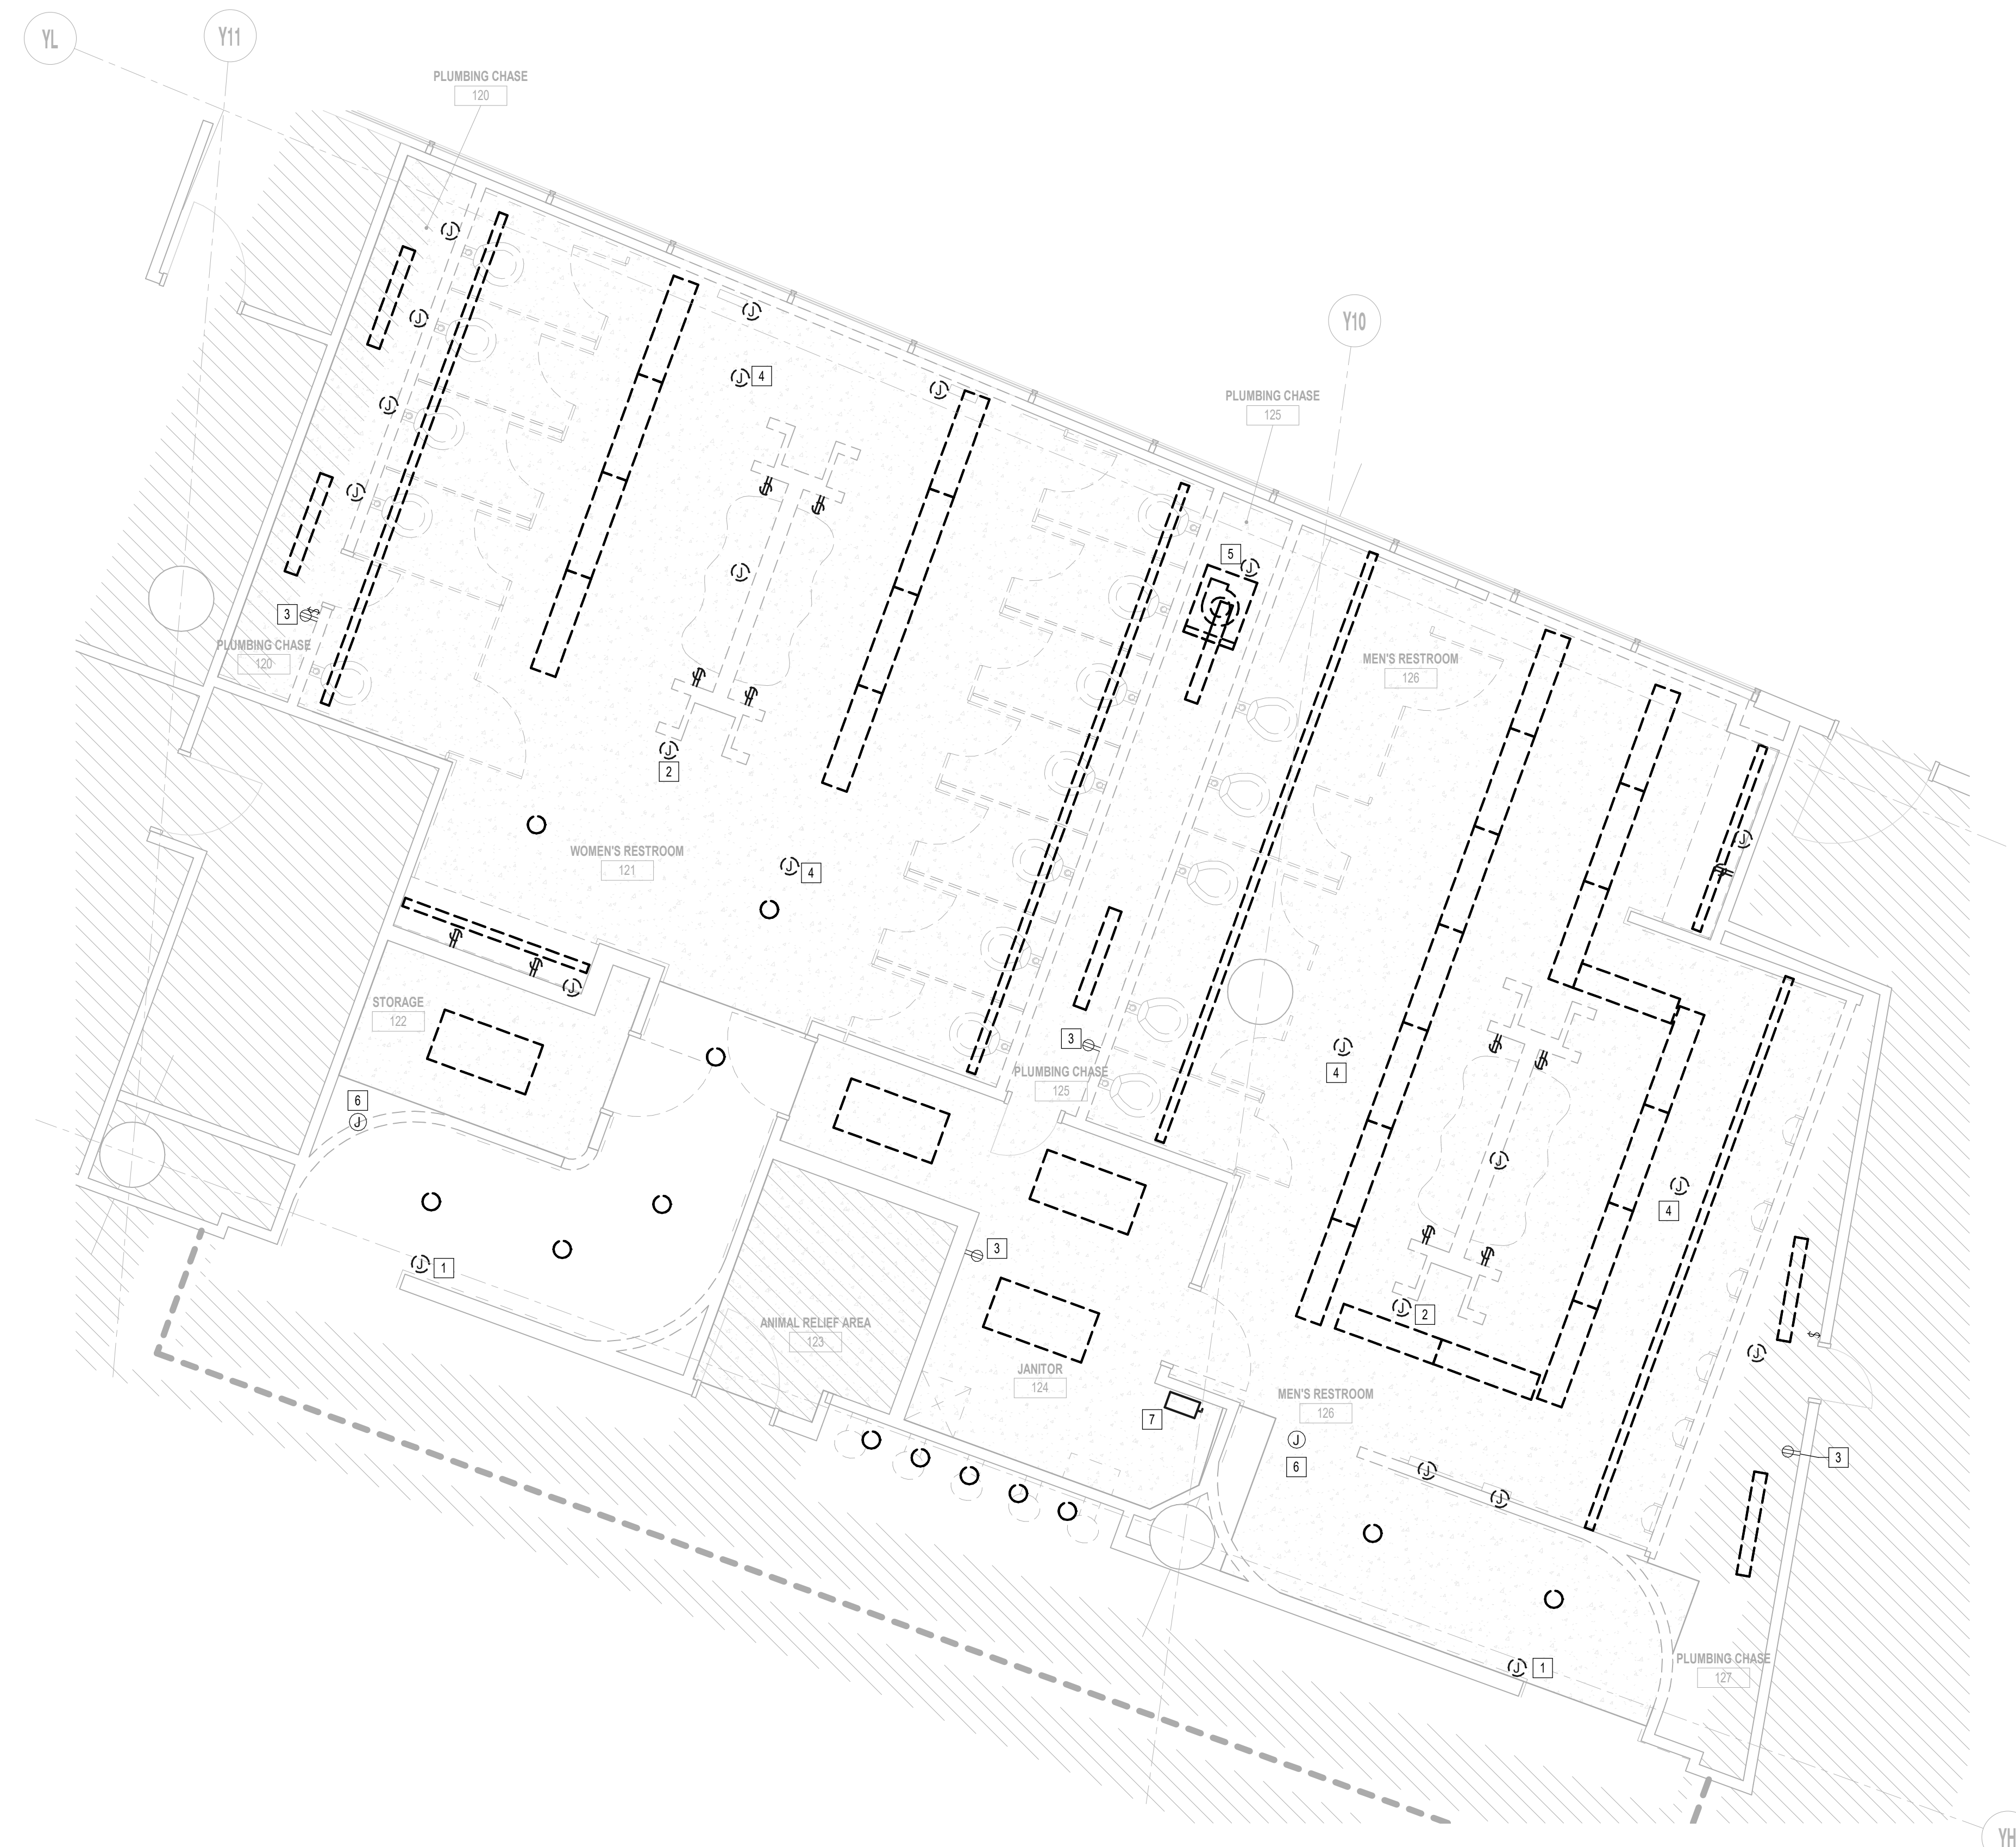 YL
Y11
PLUMBING CHASE
120
J
J
J
J
4
J
J
J
Y10
PLUMBING CHASE
125
5
J
J
$
$
J
3
$
PLUMBING CHASE
120
MEN'S RESTROOM
126
$
$
J
2
J
$
WOMEN'S RESTROOM
121
J
4
$
$
J
STORAGE
122
3
PLUMBING CHASE
125
J
4
$
$
6
J
J
J
4
3
J
1
$
$
ANIMAL RELIEF AREA
123
J
2
$
J
JANITOR
124
7
MEN'S RESTROOM
126
J
6
J
J
3
J
1
PLUMBING CHASE
127
YH